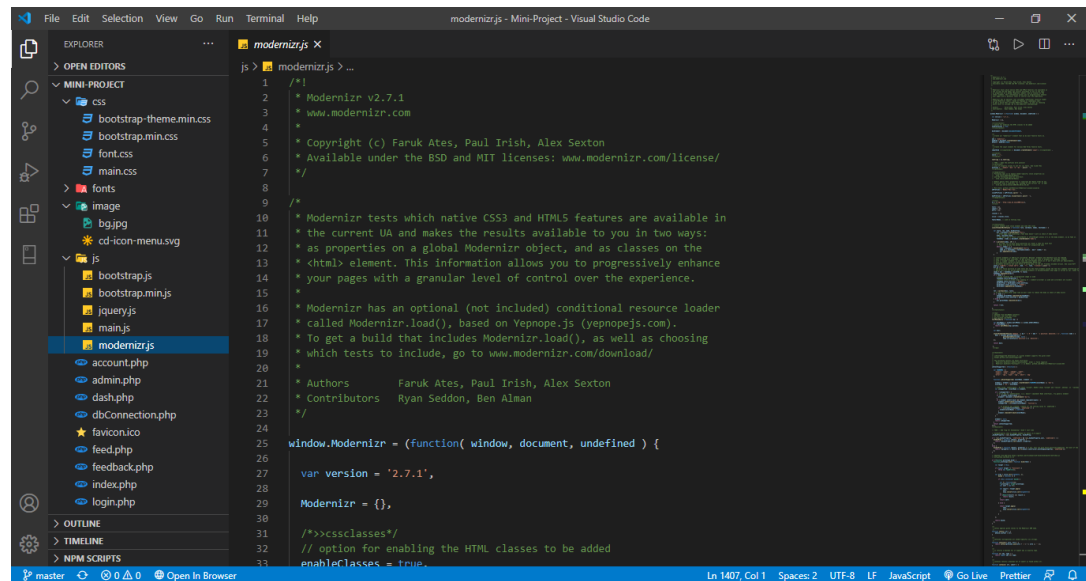 File Edit Selection View Go Run Terminal Help
modernizr.js - Mini-Project - Visual Studio Code
EXPLORER
OPEN EDITORS
MINI-PROJECT
css
bootstrap-theme.min.css
bootstrap.min.css
font.css
main.css
fonts
image
bg.jpg
cd-icon-menu.svg
js
bootstrap.js
bootstrap.min.js
jquery.js
main.js
modernizr.js
account.php
admin.php
dash.php
dbConnection.php
favicon.ico
feed.php
feedback.php
index.php
login.php
OUTLINE
TIMELINE
NPM SCRIPTS
JS modernizr.js
js > JS modernizr.js > ...
1 /*!
2 * Modernizr v2.7.1
3 * www.modernizr.com
4 *
5 * Copyright (c) Faruk Ates, Paul Irish, Alex Sexton
6 * Available under the BSD and MIT licenses: www.modernizr.com/license/
7 */
8
9 /*
10 * Modernizr tests which native CSS3 and HTML5 features are available in
11 * the current UA and makes the results available to you in two ways:
12 * as properties on a global Modernizr object, and as classes on the
13 * <html> element. This information allows you to progressively enhance
14 * your pages with a granular level of control over the experience.
15 *
16 * Modernizr has an optional (not included) conditional resource loader
17 * called Modernizr.load(), based on Yepnope.js (yepnopejs.com).
18 * To get a build that includes Modernizr.load(), as well as choosing
19 * which tests to include, go to www.modernizr.com/download/
20 *
21 * Authors Faruk Ates, Paul Irish, Alex Sexton
22 * Contributors Ryan Seddon, Ben Alman
23 */
24
25 window.Modernizr = (function( window, document, undefined ) {
26
27 var version = '2.7.1',
28
29 Modernizr = {},
30
31 /*>>cssclasses*/
32 // option for enabling the HTML classes to be added
33 enableClasses = true,
master 0 0 Open In Browser
Ln 1407, Col 1 Spaces: 2 UTF-8 LF JavaScript Go Live Prettier